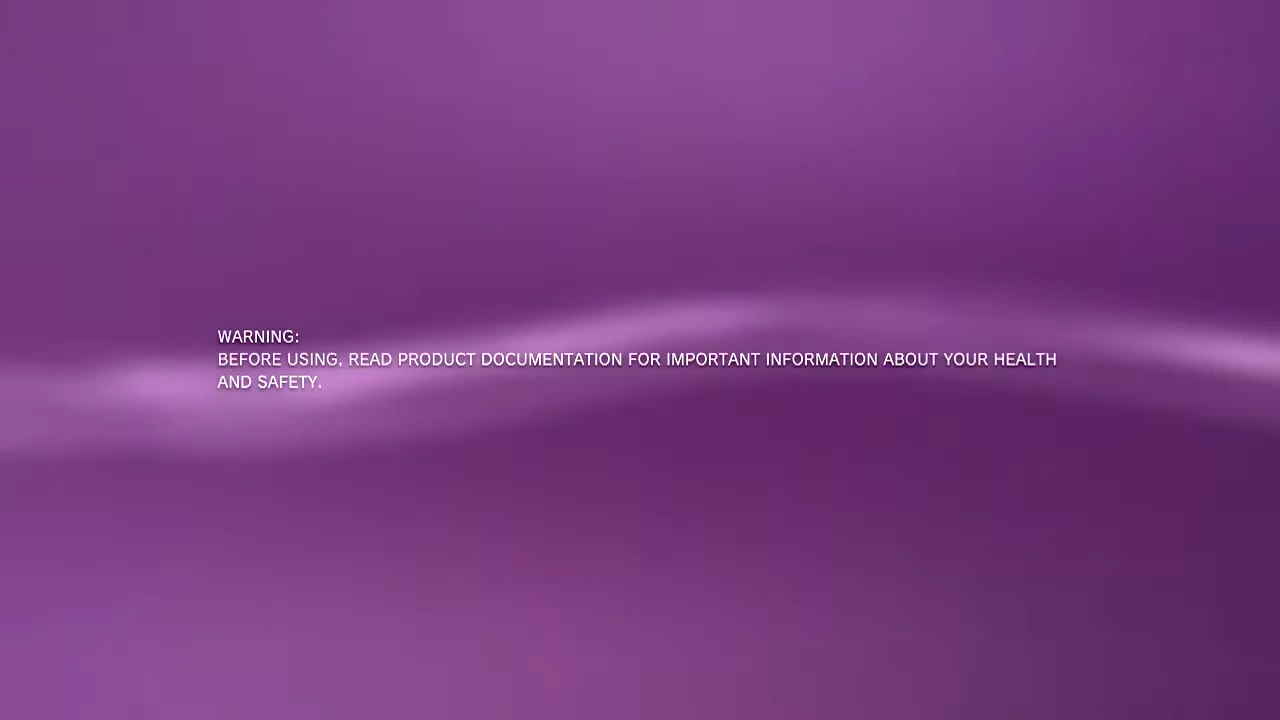 WARNING:
BEFORE USING, READ PRODUCT DOCUMENTATION FOR IMPORTANT INFORMATION ABOUT YOUR HEALTH
AND SAFETY.